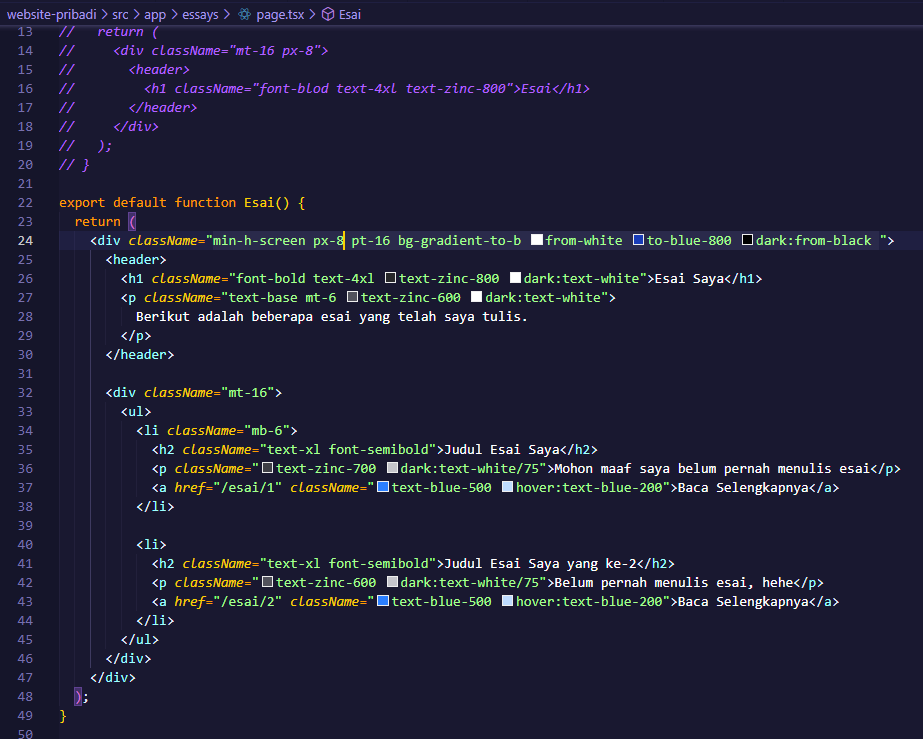 website-pribadi > src > app > essays > page.tsx > Esai
13 // return (
14 // <div className="mt-16 px-8">
15 // <header>
16 // <h1 className="font-blod text-4xl text-zinc-800">Esai</h1>
17 // </header>
18 // </div>
19 // );
20 // }
21
22 export default function Esai() {
23 return (
24 <div className="min-h-screen px-8 pt-16 bg-gradient-to-b from-white to-blue-800 dark:from-black ">
25 <header>
26 <h1 className="font-bold text-4xl text-zinc-800 dark:text-white">Esai Saya</h1>
27 <p className="text-base mt-6 text-zinc-600 dark:text-white">
28 Berikut adalah beberapa esai yang telah saya tulis.
29 </p>
30 </header>
31
32 <div className="mt-16">
33 <ul>
34 <li className="mb-6">
35 <h2 className="text-xl font-semibold">Judul Esai Saya</h2>
36 <p className="text-zinc-700 dark:text-white/75">Mohon maaf saya belum pernah menulis esai</p>
37 <a href="/esai/1" className="text-blue-500 hover:text-blue-200">Baca Selengkapnya</a>
38 </li>
39
40 <li>
41 <h2 className="text-xl font-semibold">Judul Esai Saya yang ke-2</h2>
42 <p className="text-zinc-600 dark:text-white/75">Belum pernah menulis esai, hehe</p>
43 <a href="/esai/2" className="text-blue-500 hover:text-blue-200">Baca Selengkapnya</a>
44 </li>
45 </ul>
46 </div>
47 </div>
48 );
49 }
50